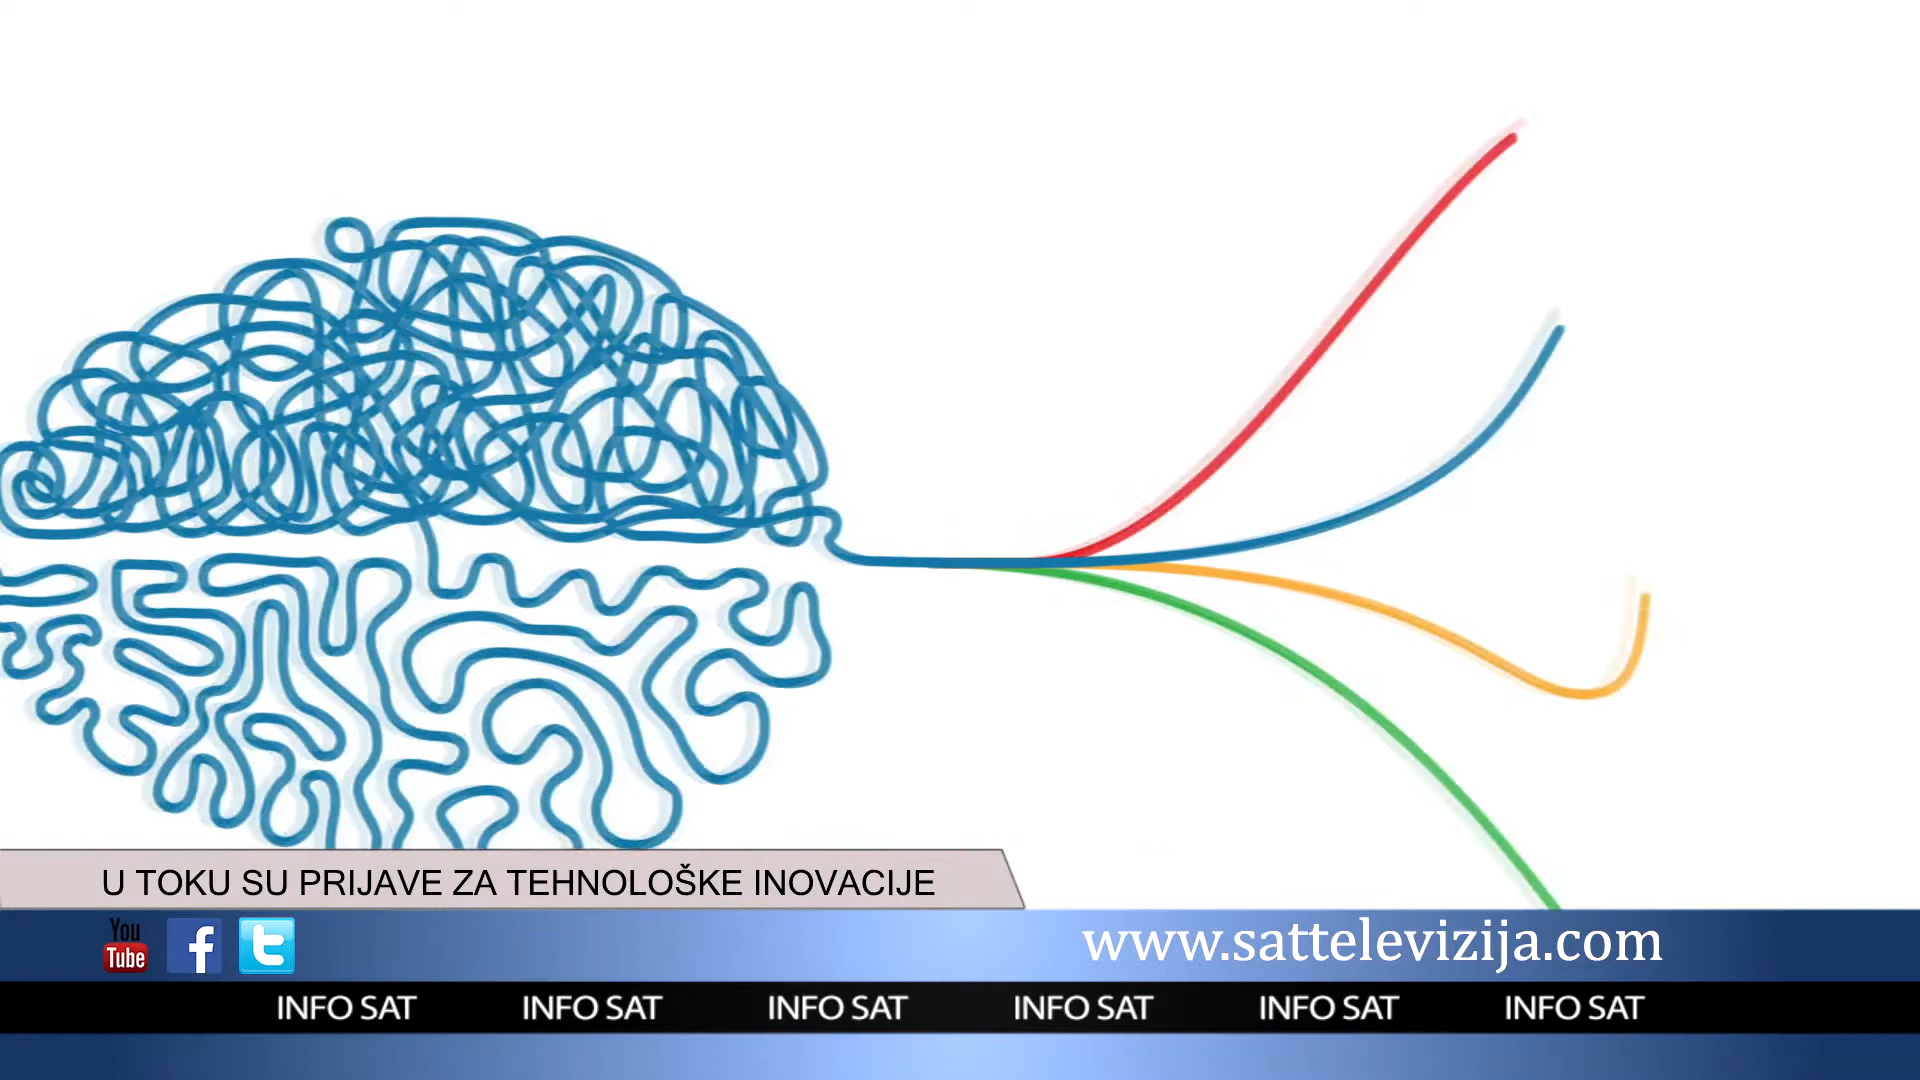 U TOKU SU PRIJAVE ZA TEHNOLOŠKE INOVACIJE
You
Tube
www.sattelevizija.com
INFO SAT INFO SAT INFO SAT INFO SAT INFO SAT INFO SAT